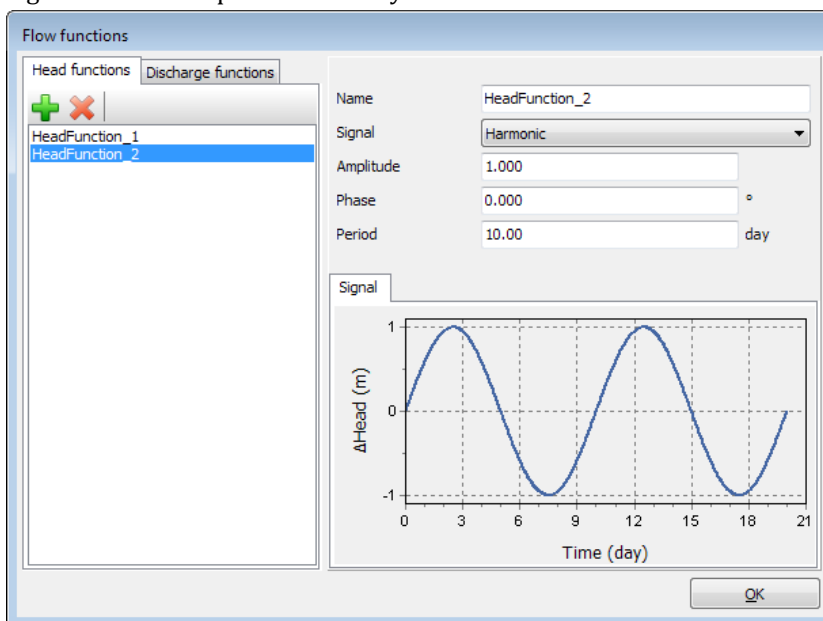 Flow functions
Head functions
Discharge functions
HeadFunction_1
HeadFunction_2
Name
HeadFunction_2
Signal
Harmonic
Amplitude
1.000
Phase
0.000
°
Period
10.00
day
Signal
1
0
-1
ΔHead (m)
0 3 6 9 12 15 18 21
Time (day)
OK